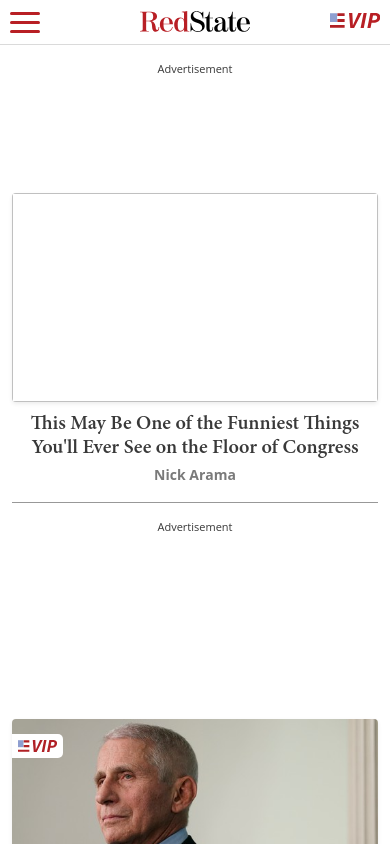 RedState
VIP
Advertisement
This May Be One of the Funniest Things
You'll Ever See on the Floor of Congress
Nick Arama
Advertisement
VIP